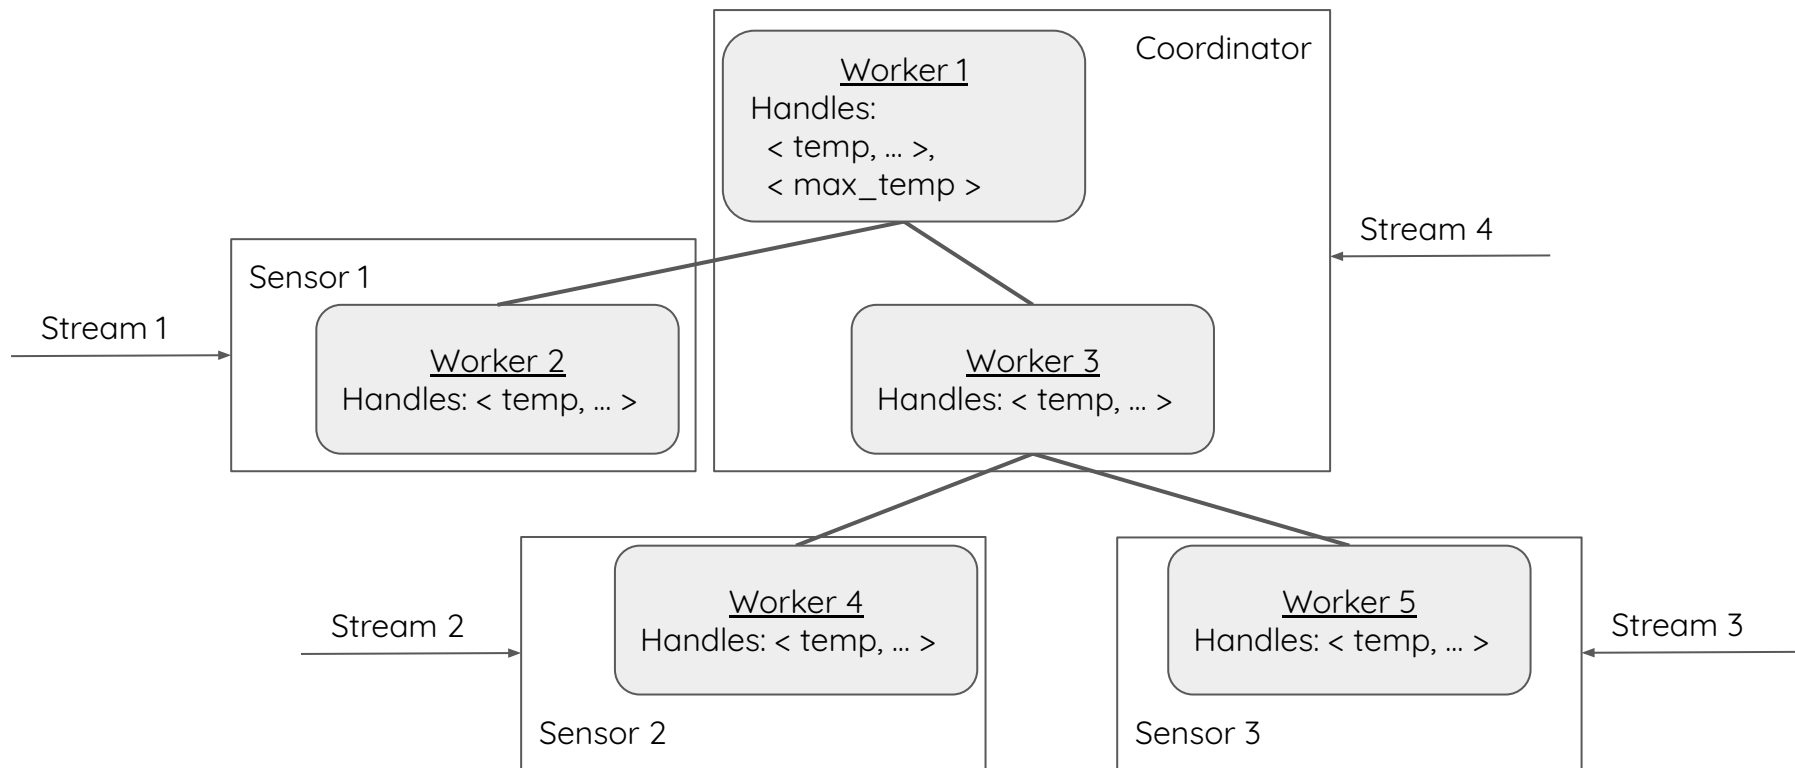 Coordinator
Worker 1
Handles:
< temp, ... >,
< max_temp >
Stream 4
Sensor 1
Stream 1
Worker 2
Handles: < temp, ... >
Worker 3
Handles: < temp, ... >
Worker 4
Handles: < temp, ... >
Worker 5
Handles: < temp, ... >
Stream 2
Stream 3
Sensor 2
Sensor 3